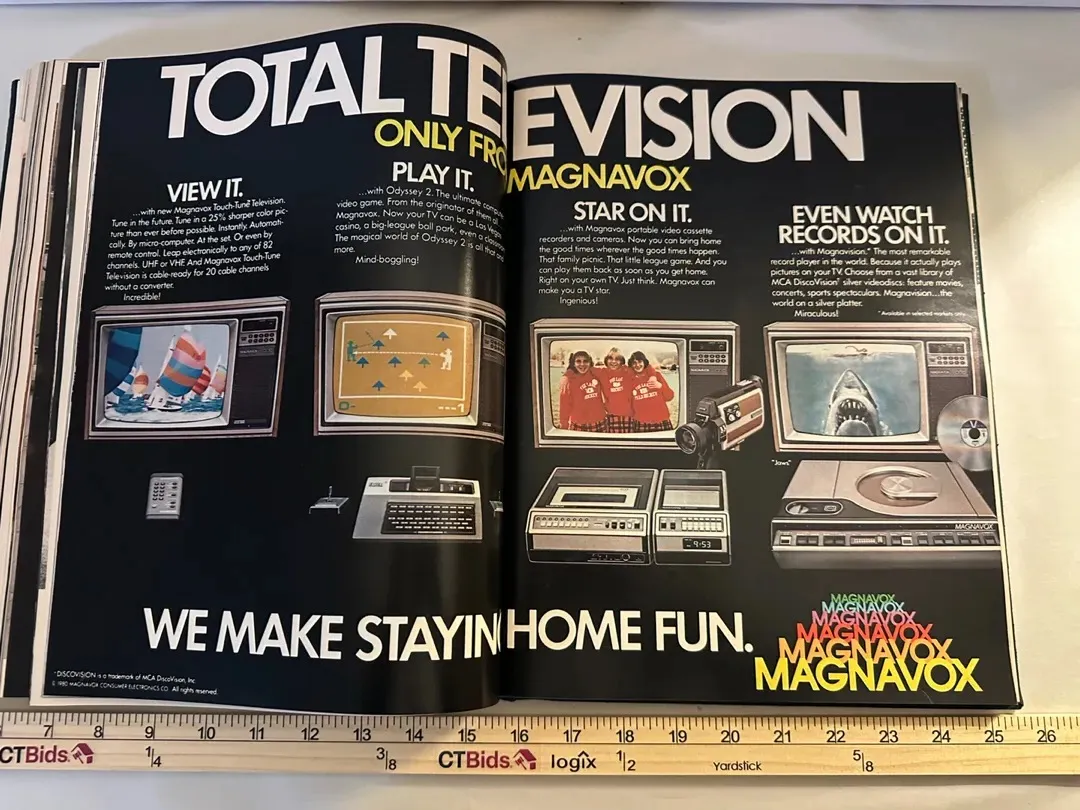 TOTAL TE EVISION
ONLY FRO MAGNAVOX
VIEW IT.
...with new Magnavox Touch-Tune Television.
Tune in the future. Tune in a 25% sharper color pic-
ture than ever before possible. Instantly. Automati-
cally. By micro-computer. At the set. Or even by
remote control. Leap electronically to any of 82
channels. UHF or VHF. And Magnavox Touch-Tune
Television is cable-ready for 20 cable channels
without a converter.
Incredible!
PLAY IT.
...with Odyssey 2. The ultimate compu
video game. From the originator of them all,
Magnavox. Now your TV can be a Las Vegas
casino, a big-league ball park, even a classroom
The magical world of Odyssey 2 is all that and
more.
Mind-boggling!
STAR ON IT.
...with Magnavox portable video cassette
recorders and cameras. Now you can bring home
the good times wherever the good times happen.
That family picnic. That little league game. And you
can play them back as soon as you get home.
Right on your own TV. Just think. Magnavox can
make you a TV star.
Ingenious!
EVEN WATCH
RECORDS ON IT.
...with Magnavision.* The most remarkable
record player in the world. Because it actually plays
pictures on your TV. Choose from a vast library of
MCA DiscoVision* silver videodiscs: feature movies,
concerts, sports spectaculars. Magnavision...the
world on a silver platter.
Miraculous!
*Available in selected markets only.
"Jaws"
9:53
MAGNAVOX
WE MAKE STAYIN HOME FUN.
MAGNAVOX
MAGNAVOX
MAGNAVOX
MAGNAVOX
MAGNAVOX
MAGNAVOX
*DISCOVISION is a trademark of MCA DiscoVision, Inc.
© 1980 MAGNAVOX CONSUMER ELECTRONICS CO. All rights reserved.
7 8 9 10 11 12 13 14 15 16 17 18 19 20 21 22 23 24 25 26
CTBids. 1/4 3/8 CTBids. logix 1/2 Yardstick 5/8